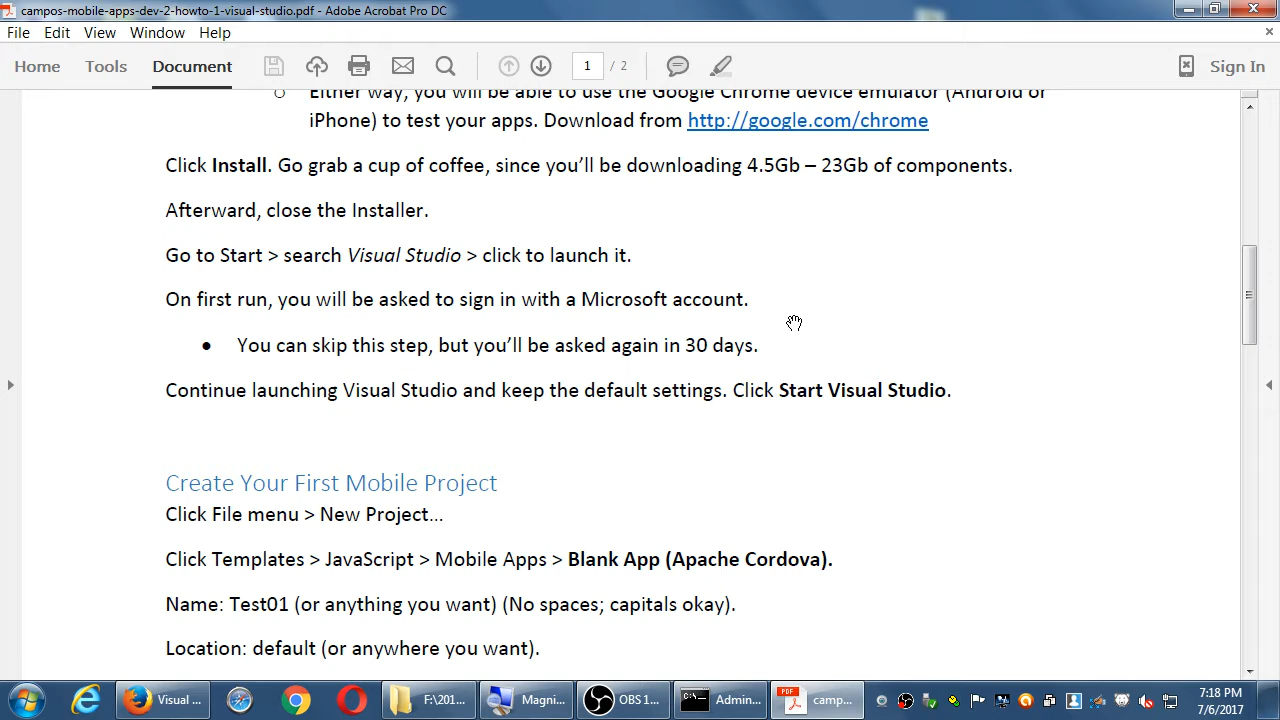 campos-mobile-apps-dev-2-howto-1-visual-studio.pdf - Adobe Acrobat Pro DC
File Edit View Window Help
Home Tools Document 1 / 2 Sign In
o Either way, you will be able to use the Google Chrome device emulator (Android or
iPhone) to test your apps. Download from http://google.com/chrome
Click Install. Go grab a cup of coffee, since you’ll be downloading 4.5Gb – 23Gb of components.
Afterward, close the Installer.
Go to Start > search Visual Studio > click to launch it.
On first run, you will be asked to sign in with a Microsoft account.
• You can skip this step, but you’ll be asked again in 30 days.
Continue launching Visual Studio and keep the default settings. Click Start Visual Studio.
Create Your First Mobile Project
Click File menu > New Project…
Click Templates > JavaScript > Mobile Apps > Blank App (Apache Cordova).
Name: Test01 (or anything you want) (No spaces; capitals okay).
Location: default (or anywhere you want).
Visual ... F:\201... Magni... OBS 1... Admin... camp... 7:18 PM
7/6/2017